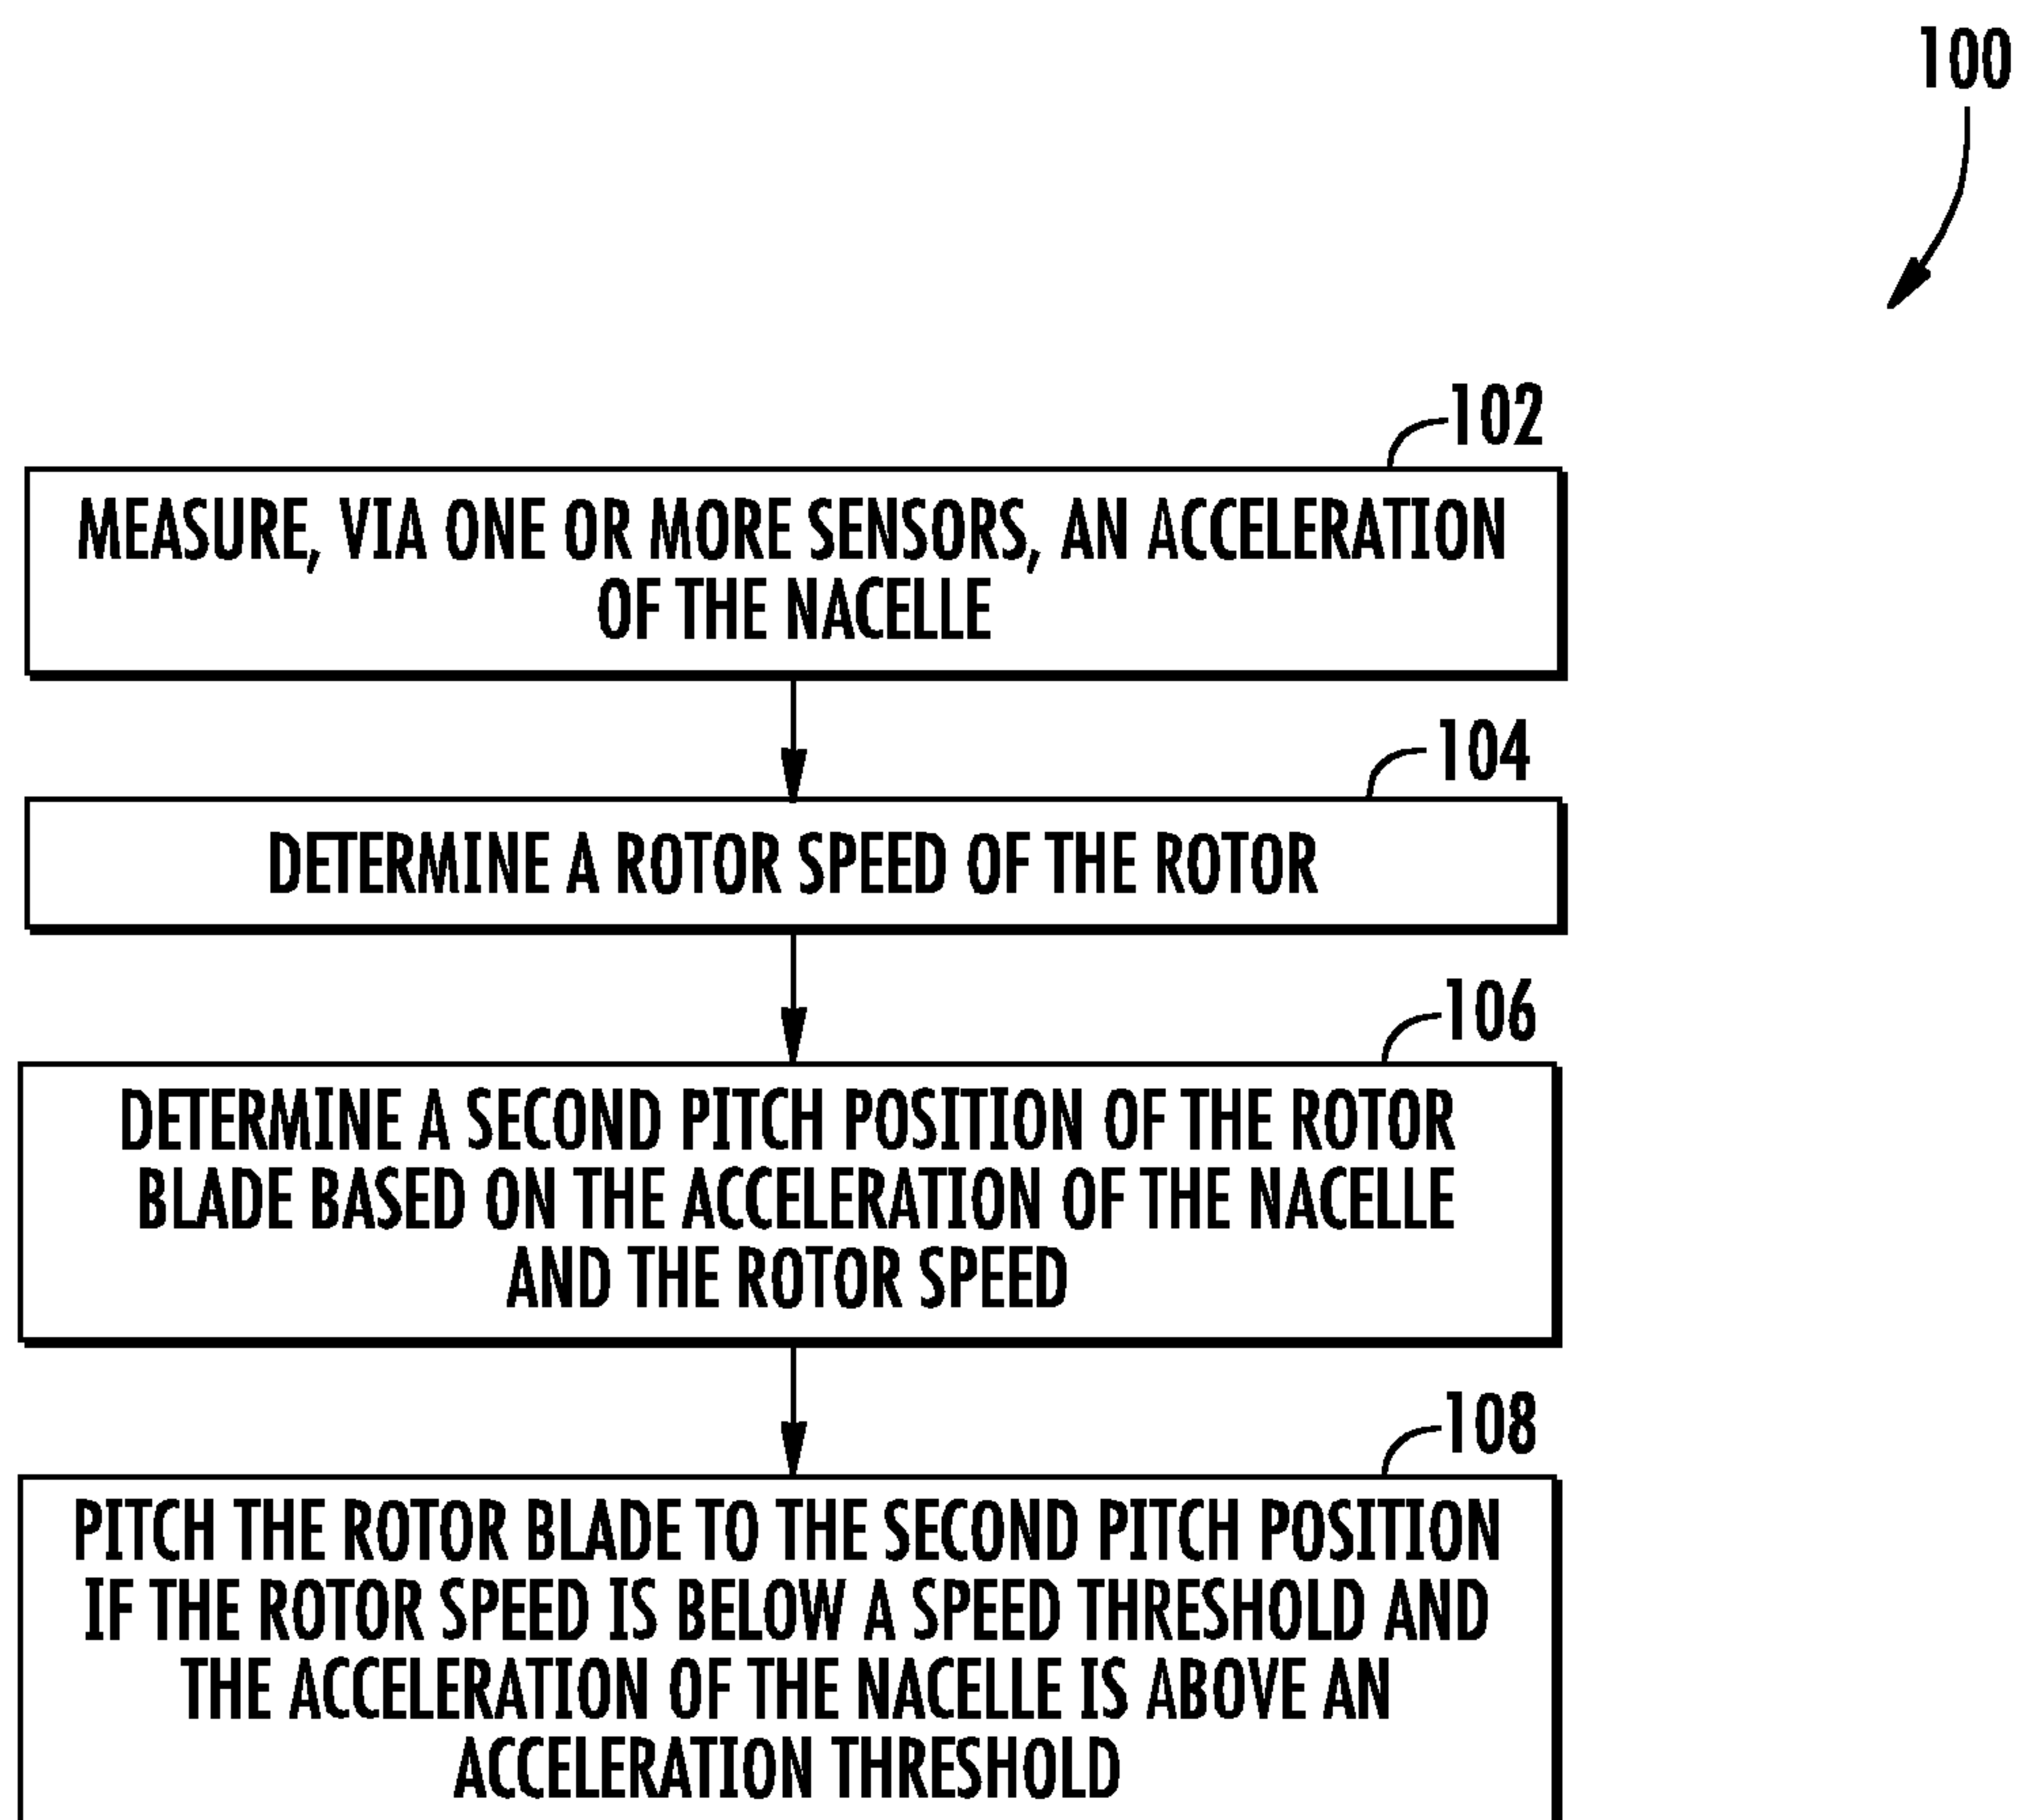 100
102
MEASURE, VIA ONE OR MORE SENSORS, AN ACCELERATION
OF THE NACELLE
104
DETERMINE A ROTOR SPEED OF THE ROTOR
106
DETERMINE A SECOND PITCH POSITION OF THE ROTOR
BLADE BASED ON THE ACCELERATION OF THE NACELLE
AND THE ROTOR SPEED
108
PITCH THE ROTOR BLADE TO THE SECOND PITCH POSITION
IF THE ROTOR SPEED IS BELOW A SPEED THRESHOLD AND
THE ACCELERATION OF THE NACELLE IS ABOVE AN
ACCELERATION THRESHOLD